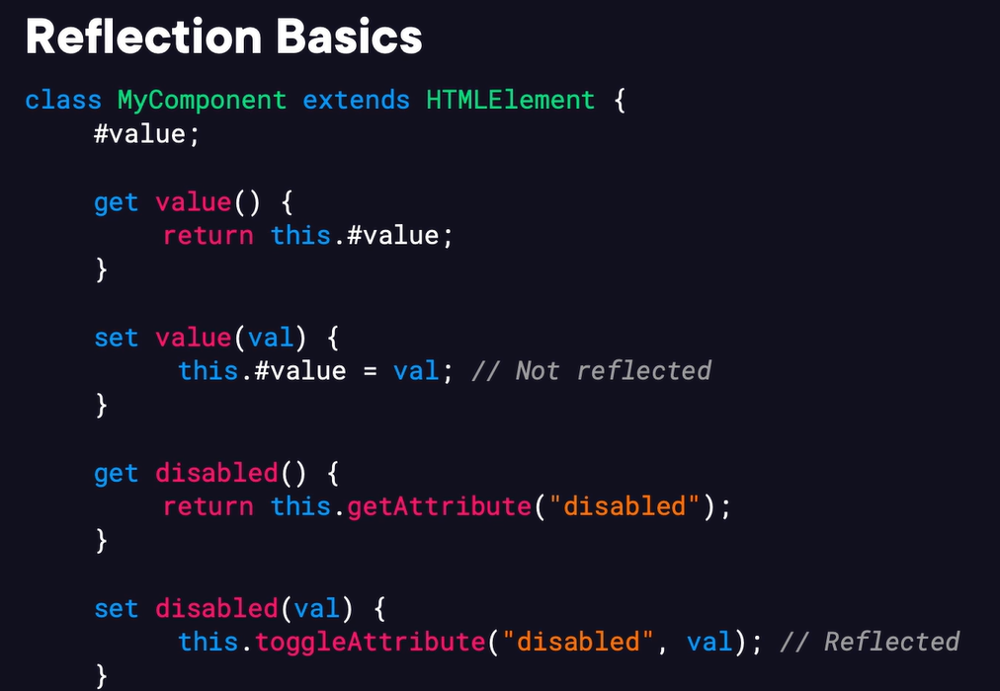 Reflection Basics
class MyComponent extends HTMLElement {
#value;
get value() {
return this.#value;
}
set value(val) {
this.#value = val; // Not reflected
}
get disabled() {
return this.getAttribute("disabled");
}
set disabled(val) {
this.toggleAttribute("disabled", val); // Reflected
}